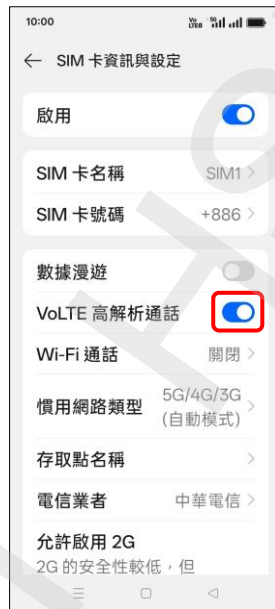 10:00
Vo LTE 5G
SIM 卡資訊與設定
啟用
SIM 卡名稱 SIM1
SIM 卡號碼 +886
數據漫遊
VoLTE 高解析通話
Wi-Fi 通話 關閉
慣用網路類型 5G/4G/3G
(自動模式)
存取點名稱
電信業者 中華電信
允許啟用 2G
2G 的安全性較低，但